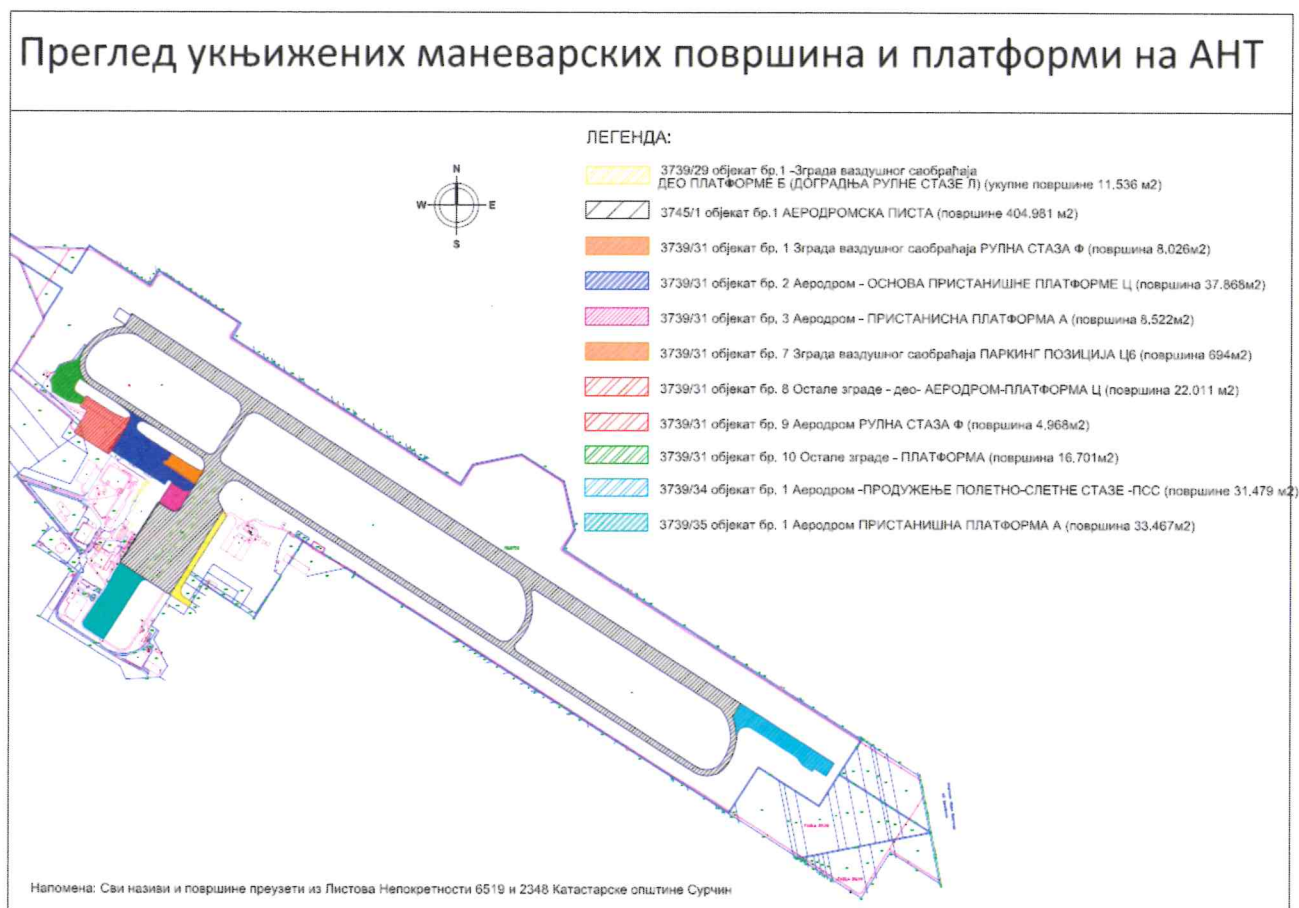 Преглед укњижених маневарских површина и платформи на АНТ
ЛЕГЕНДА:
3739/29 објекат бр.1 -Зграда ваздушног саобраћаја
ДЕО ПЛАТФОРМЕ Б (ДОГРАДЊА РУЛНЕ СТАЗЕ Л) (укупне површине 11.536 м2)
3745/1 објекат бр.1 АЕРОДРОМСКА ПИСТА (површине 404.981 м2)
3739/31 објекат бр. 1 Зграда ваздушног саобраћаја РУЛНА СТАЗА Ф (површина 8.026м2)
3739/31 објекат бр. 2 Аеродром - ОСНОВА ПРИСТАНИШНЕ ПЛАТФОРМЕ Ц (површина 37.868м2)
3739/31 објекат бр. 3 Аеродром - ПРИСТАНИСНА ПЛАТФОРМА А (површина 8.522м2)
3739/31 објекат бр. 7 Зграда ваздушног саобраћаја ПАРКИНГ ПОЗИЦИЈА Ц6 (површина 694м2)
3739/31 објекат бр. 8 Остале зграде - део- АЕРОДРОМ-ПЛАТФОРМА Ц (површина 22.011 м2)
3739/31 објекат бр. 9 Аеродром РУЛНА СТАЗА Ф (површина 4.968м2)
3739/31 објекат бр. 10 Остале зграде - ПЛАТФОРМА (површина 16.701м2)
3739/34 објекат бр. 1 Аеродром -ПРОДУЖЕЊЕ ПОЛЕТНО-СЛЕТНЕ СТАЗЕ -ПСС (површине 31.479 м2)
3739/35 објекат бр. 1 Аеродром ПРИСТАНИШНА ПЛАТФОРМА А (површина 33.467м2)
N
W E
S
Напомена: Сви називи и површине преузети из Листова Непокретности 6519 и 2348 Катастарске општине Сурчин